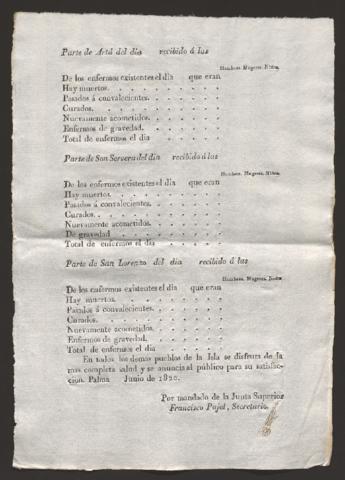 Parte de Artá del dia recibido á las
Hombres. Mugeres. Niños.
De los enfermos existentes el dia que eran
Hay muertos. . . . . . . . .
Pasados á convalecientes. . . . . . .
Curados. . . . . . . . . .
Nuevamente acometidos. . . . . . .
Enfermos de gravedad. . . . . . .
Total de enfermos el dia . . . . . .
Parte de San Servera del dia recibido á las
Hombres. Mugeres. Niños.
De los enfermos existentes el dia que eran
Hay muertos. . . . . . . . .
Pasados á convalecientes. . . . . . .
Curados. . . . . . . . . .
Nuevamente acometidos. . . . . . .
De gravedad . . . . . . . .
Total de enfermos el dia . . . . . .
Parte de San Lorenzo del dia recibido á las
Hombres. Mugeres. Niños.
De los enfermos existentes el dia que eran
Hay muertos. . . . . . . . .
Pasados á convalecientes. . . . . . .
Curados. . . . . . . . . .
Nuevamente acometidos. . . . . . .
Enfermos de gravedad. . . . . . .
Total de enfermos el dia . . . . . .
En todos los demas pueblos de la Isla se disfruta de la
mas completa salud y se anuncia al público para su satisfac-
cion. Palma Junio de 1820.
Por mandado de la Junta Superior
Francisco Pujol, Secretario.